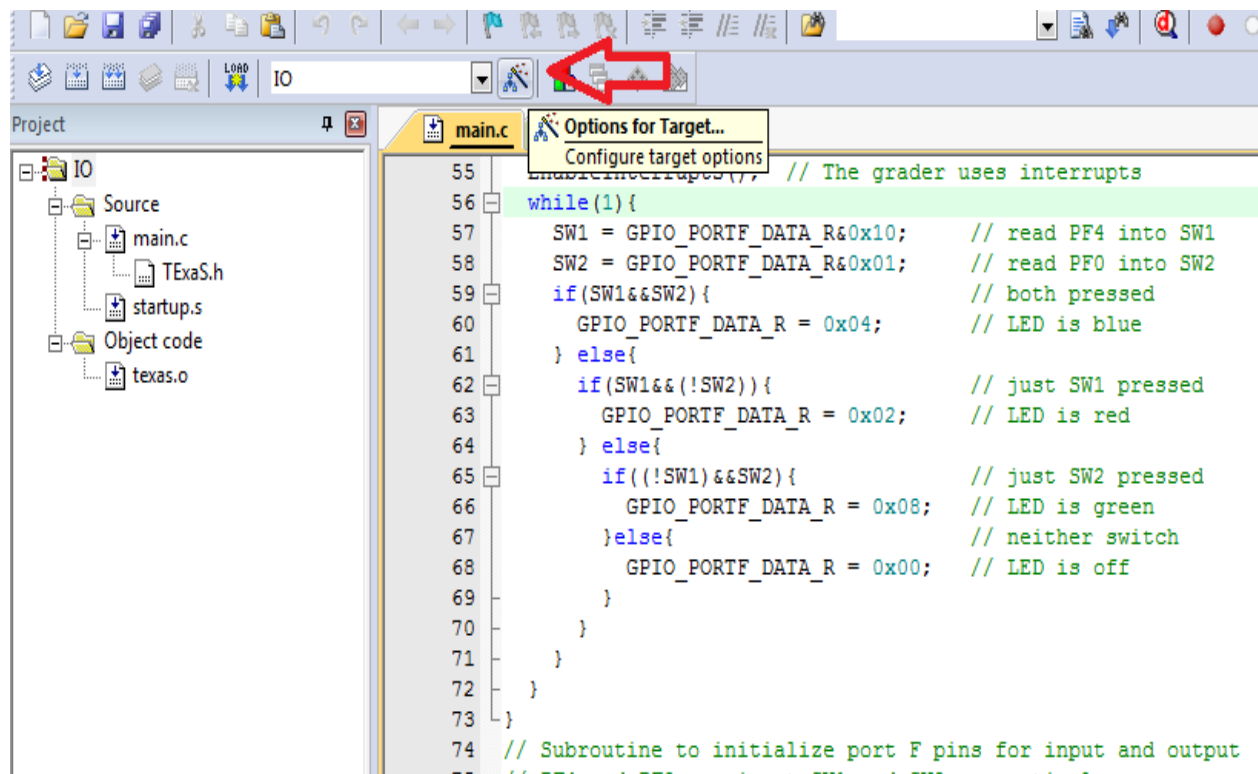 LOAD
IO
Project
main.c
Options for Target...
Configure target options
IO
Source
main.c
TExaS.h
startup.s
Object code
texas.o
55 EnableInterrupts(); // The grader uses interrupts
56 while(1){
57 SW1 = GPIO_PORTF_DATA_R&0x10; // read PF4 into SW1
58 SW2 = GPIO_PORTF_DATA_R&0x01; // read PF0 into SW2
59 if(SW1&&SW2){ // both pressed
60 GPIO_PORTF_DATA_R = 0x04; // LED is blue
61 } else{
62 if(SW1&&(!SW2)){ // just SW1 pressed
63 GPIO_PORTF_DATA_R = 0x02; // LED is red
64 } else{
65 if((!SW1)&&SW2){ // just SW2 pressed
66 GPIO_PORTF_DATA_R = 0x08; // LED is green
67 }else{ // neither switch
68 GPIO_PORTF_DATA_R = 0x00; // LED is off
69 }
70 }
71 }
72 }
73 }
74 // Subroutine to initialize port F pins for input and output